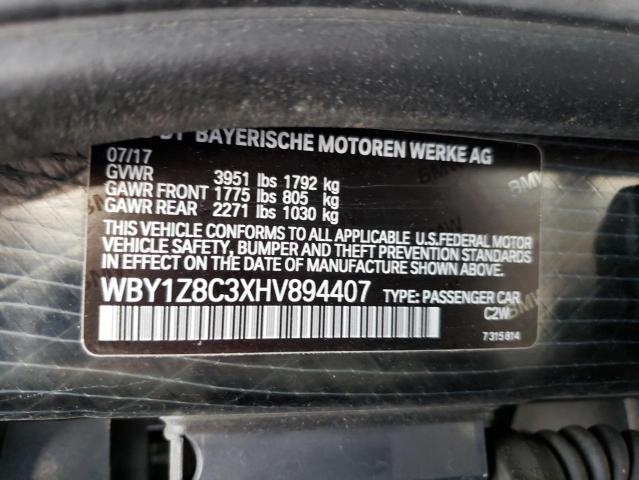 BY BAYERISCHE MOTOREN WERKE AG
07/17
GVWR 3951 lbs 1792 kg
GAWR FRONT 1775 lbs 805 kg
GAWR REAR 2271 lbs 1030 kg
THIS VEHICLE CONFORMS TO ALL APPLICABLE U.S.FEDERAL MOTOR
VEHICLE SAFETY, BUMPER AND THEFT PREVENTION STANDARDS
IN EFFECT ON THE DATE OF MANUFACTURE SHOWN ABOVE.
WBY1Z8C3XHV894407 TYPE: PASSENGER CAR
C2W
7315814